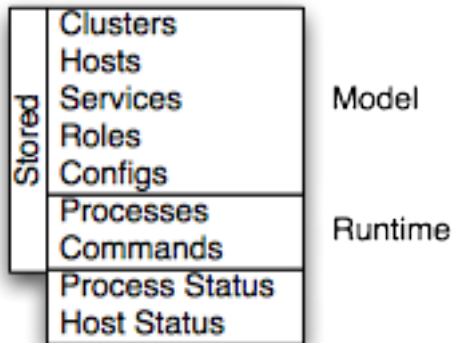 Stored
Clusters
Hosts
Services
Roles
Configs
Model
Processes
Commands
Runtime
Process Status
Host Status